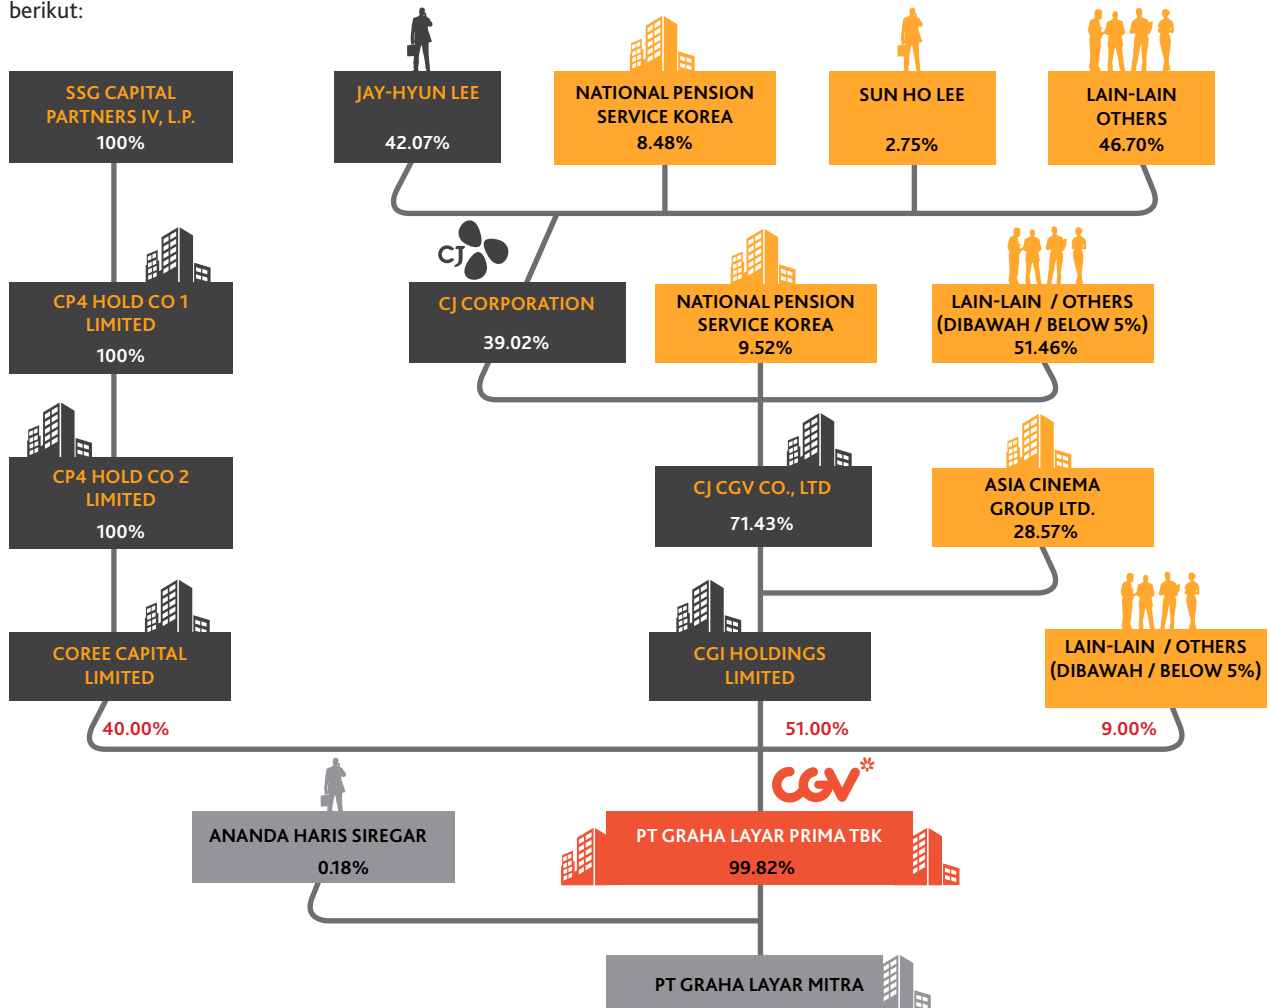 berikut:
SSG CAPITAL
PARTNERS IV, L.P.
100%
JAY-HYUN LEE
42.07%
NATIONAL PENSION
SERVICE KOREA
8.48%
SUN HO LEE
2.75%
LAIN-LAIN
OTHERS
46.70%
CP4 HOLD CO 1
LIMITED
100%
CJ
CJ CORPORATION
39.02%
NATIONAL PENSION
SERVICE KOREA
9.52%
LAIN-LAIN / OTHERS
(DIBAWAH / BELOW 5%)
51.46%
CP4 HOLD CO 2
LIMITED
100%
CJ CGV CO., LTD
71.43%
ASIA CINEMA
GROUP LTD.
28.57%
COREE CAPITAL
LIMITED
CGI HOLDINGS
LIMITED
LAIN-LAIN / OTHERS
(DIBAWAH / BELOW 5%)
40.00%
51.00%
9.00%
CGV
ANANDA HARIS SIREGAR
0.18%
PT GRAHA LAYAR PRIMA TBK
99.82%
PT GRAHA LAYAR MITRA